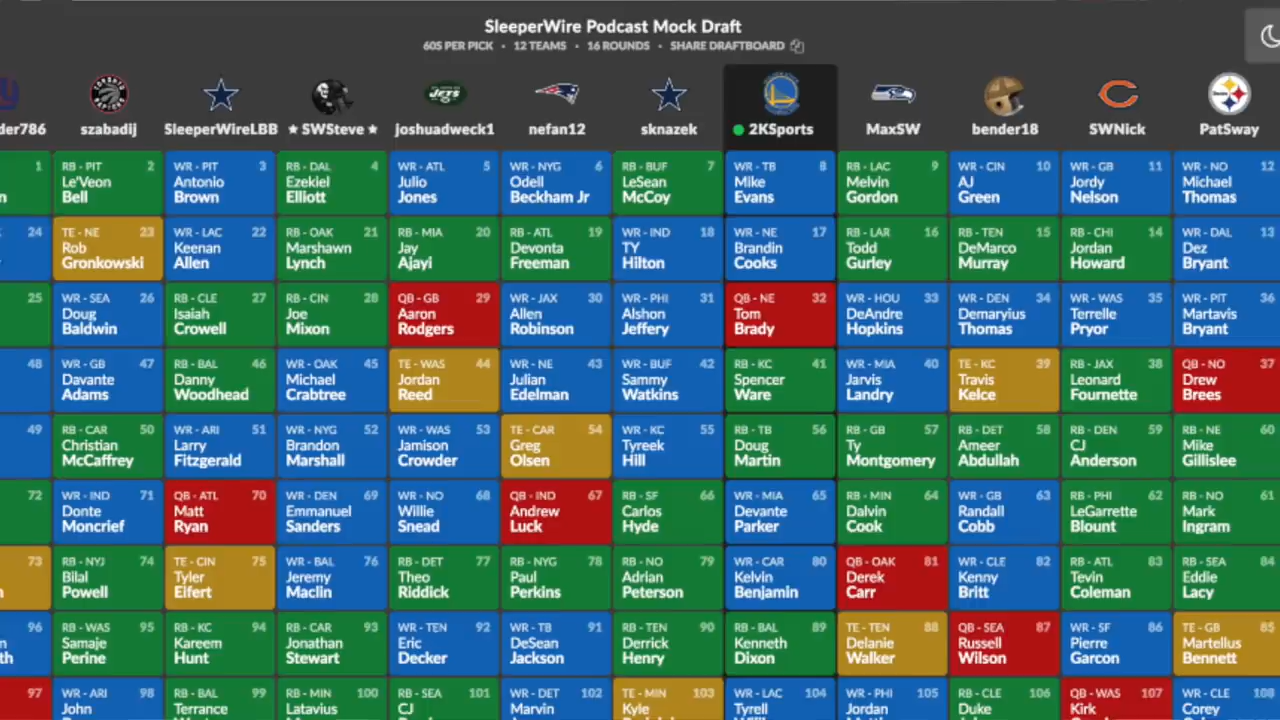 SleeperWire Podcast Mock Draft
60S PER PICK • 12 TEAMS • 16 ROUNDS • SHARE DRAFTBOARD
der786 szabadij SleeperWireLBB ★ SWSteve ★ joshuadweck1 nefan12 sknazek 2KSports MaxSW bender18 SWNick PatSway
1 RB - PIT 2 WR - PIT 3 RB - DAL 4 WR - ATL 5 WR - NYG 6 RB - BUF 7 WR - TB 8 RB - LAC 9 WR - CIN 10 WR - GB 11 WR - NO 12
Le'Veon Antonio Ezekiel Julio Odell LeSean Mike Melvin AJ Jordy Michael
n Bell Brown Elliott Jones Beckham Jr McCoy Evans Gordon Green Nelson Thomas
24 TE - NE 23 WR - LAC 22 RB - OAK 21 RB - MIA 20 RB - ATL 19 WR - IND 18 WR - NE 17 RB - LAR 16 RB - TEN 15 RB - CHI 14 WR - DAL 13
Rob Keenan Marshawn Jay Devonta TY Brandin Todd DeMarco Jordan Dez
Gronkowski Allen Lynch Ajayi Freeman Hilton Cooks Gurley Murray Howard Bryant
25 WR - SEA 26 RB - CLE 27 RB - CIN 28 QB - GB 29 WR - JAX 30 WR - PHI 31 QB - NE 32 WR - HOU 33 WR - DEN 34 WR - WAS 35 WR - PIT 36
Doug Isaiah Joe Aaron Allen Alshon Tom DeAndre Demaryius Terrelle Martavis
Baldwin Crowell Mixon Rodgers Robinson Jeffery Brady Hopkins Thomas Pryor Bryant
48 WR - GB 47 RB - BAL 46 WR - OAK 45 TE - WAS 44 WR - NE 43 WR - BUF 42 RB - KC 41 WR - MIA 40 TE - KC 39 RB - JAX 38 QB - NO 37
Davante Danny Michael Jordan Julian Sammy Spencer Jarvis Travis Leonard Drew
Adams Woodhead Crabtree Reed Edelman Watkins Ware Landry Kelce Fournette Brees
49 RB - CAR 50 WR - ARI 51 WR - NYG 52 WR - WAS 53 TE - CAR 54 WR - KC 55 RB - TB 56 RB - GB 57 RB - DET 58 RB - DEN 59 RB - NE 60
Christian Larry Brandon Jamison Greg Tyreek Doug Ty Ameer CJ Mike
McCaffrey Fitzgerald Marshall Crowder Olsen Hill Martin Montgomery Abdullah Anderson Gillislee
72 WR - IND 71 QB - ATL 70 WR - DEN 69 WR - NO 68 QB - IND 67 RB - SF 66 WR - MIA 65 RB - MIN 64 WR - GB 63 RB - PHI 62 RB - NO 61
Donte Matt Emmanuel Willie Andrew Carlos Devante Dalvin Randall LeGarrette Mark
Moncrief Ryan Sanders Snead Luck Hyde Parker Cook Cobb Blount Ingram
73 RB - NYJ 74 TE - CIN 75 WR - BAL 76 RB - DET 77 RB - NYG 78 RB - NO 79 WR - CAR 80 QB - OAK 81 WR - CLE 82 RB - ATL 83 RB - SEA 84
Bilal Tyler Jeremy Theo Paul Adrian Kelvin Derek Kenny Tevin Eddie
Powell Eifert Maclin Riddick Perkins Peterson Benjamin Carr Britt Coleman Lacy
96 RB - WAS 95 RB - KC 94 RB - CAR 93 WR - TEN 92 WR - TB 91 RB - TEN 90 RB - BAL 89 TE - TEN 88 QB - SEA 87 WR - SF 86 TE - GB 85
n Samaje Kareem Jonathan Eric DeSean Derrick Kenneth Delanie Russell Pierre Martellus
th Perine Hunt Stewart Decker Jackson Henry Dixon Walker Wilson Garcon Bennett
97 WR - ARI 98 RB - BAL 99 RB - MIN 100 RB - SEA 101 WR - DET 102 TE - MIN 103 WR - LAC 104 WR - PHI 105 RB - CLE 106 QB - WAS 107 WR - CLE 108
John Terrance Latavius CJ Marvin Kyle Tyrell Jordan Duke Kirk Corey